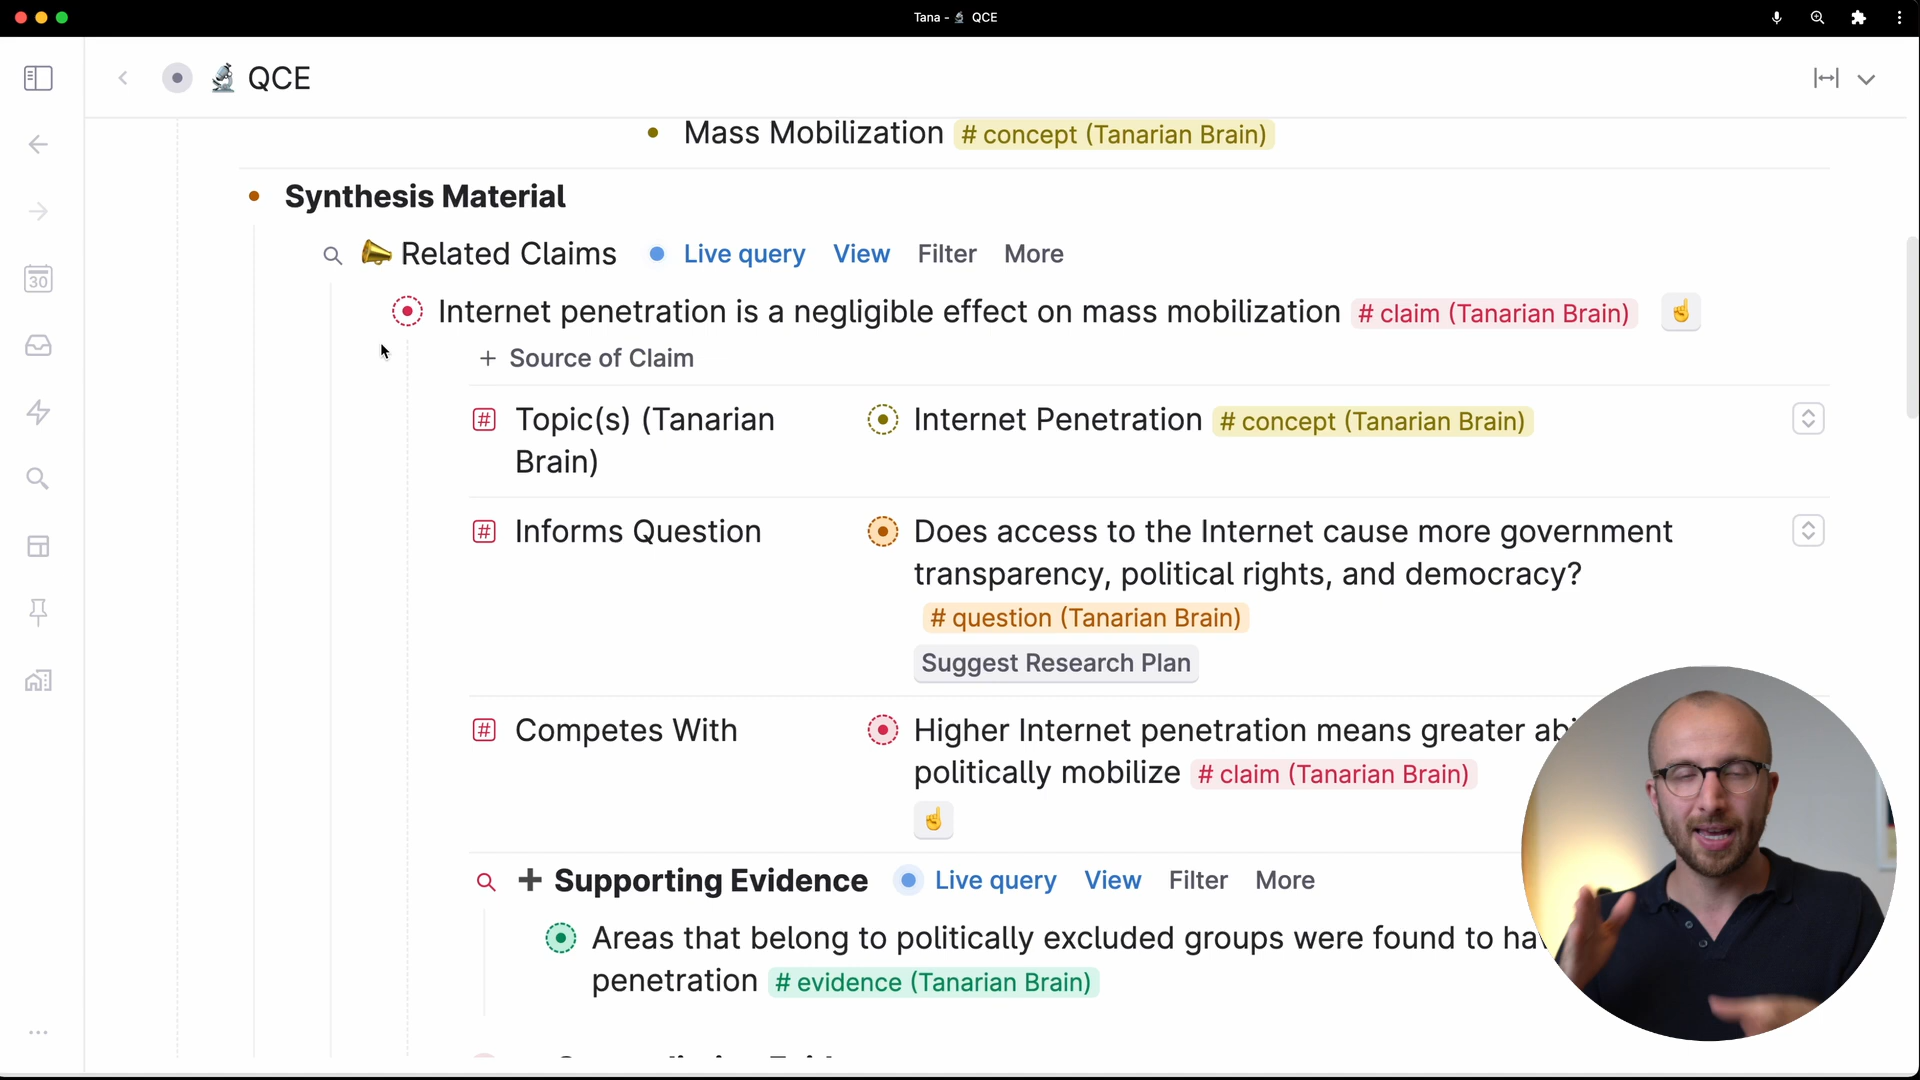 Tana - 🔬 QCE
🔬 QCE
Mass Mobilization # concept (Tanarian Brain)
Synthesis Material
Related Claims Live query View Filter More
Internet penetration is a negligible effect on mass mobilization # claim (Tanarian Brain)
+ Source of Claim
Topic(s) (Tanarian
Brain)
Internet Penetration # concept (Tanarian Brain)
Informs Question
Does access to the Internet cause more government
transparency, political rights, and democracy?
# question (Tanarian Brain)
Suggest Research Plan
Competes With
Higher Internet penetration means greater
politically mobilize # claim (Tanarian Brain)
Supporting Evidence Live query View Filter More
Areas that belong to politically excluded groups were found to
penetration # evidence (Tanarian Brain)
30